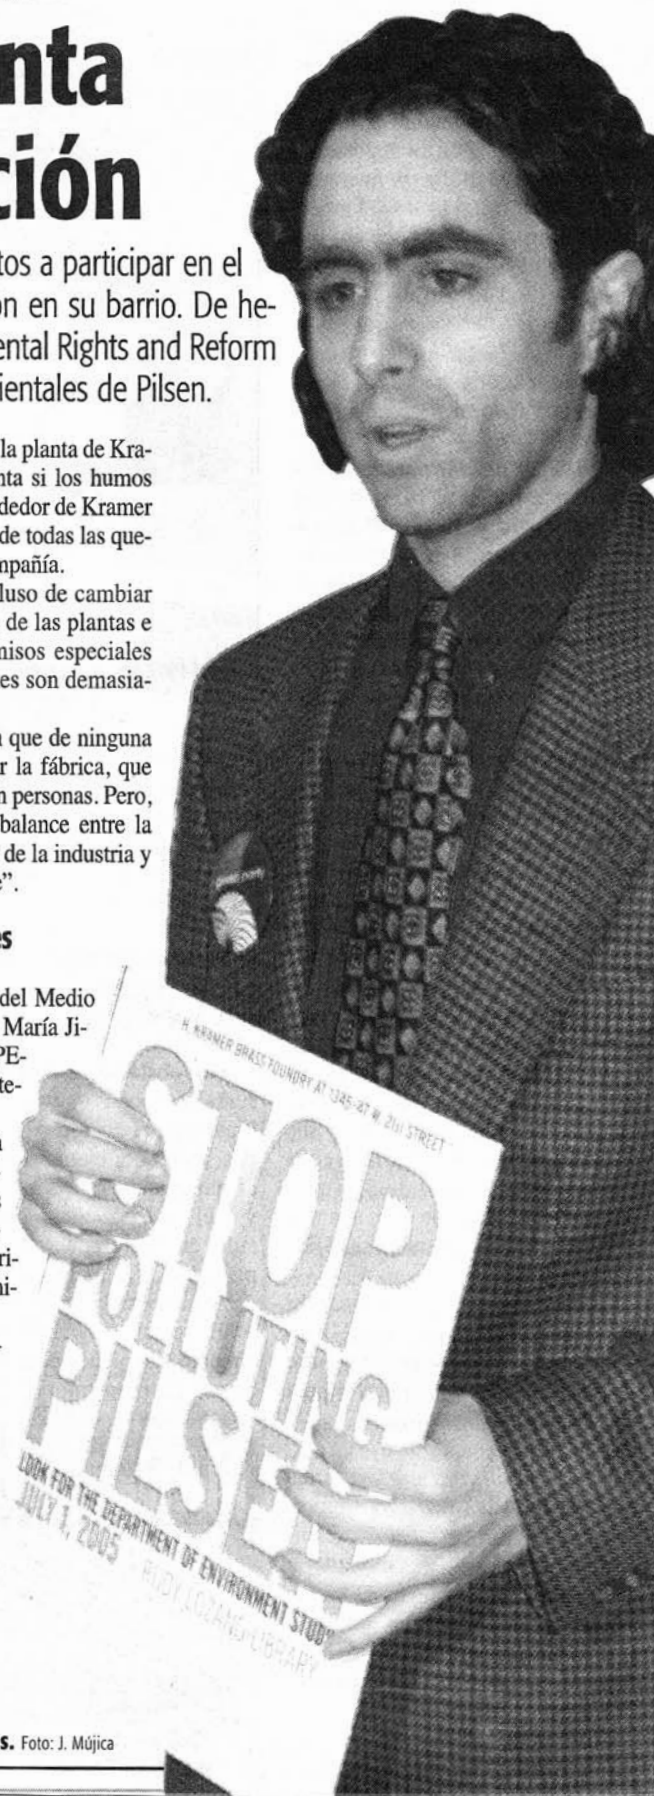 nta
ción
tos a participar en el
ón en su barrio. De he-
ental Rights and Reform
ientales de Pilsen.
la planta de Kra-
nta si los humos
dedor de Kramer
de todas las que-
mpañía.
luso de cambiar
de las plantas e
misos especiales
es son demasia-
que de ninguna
r la fábrica, que
n personas. Pero,
balance entre la
de la industria y
”.
es
del Medio
María Ji-
PE-
te-
ri-
ni-
H. KRAMER BRASS FOUNDRY AT 1345-47 W. 21st STREET
STOP
POLLUTING
PILSEN
LOOK FOR THE DEPARTMENT OF ENVIRONMENT STUDY
JULY 1, 2005 RUDY LOZANO LIBRARY
s. Foto: J. Mújica